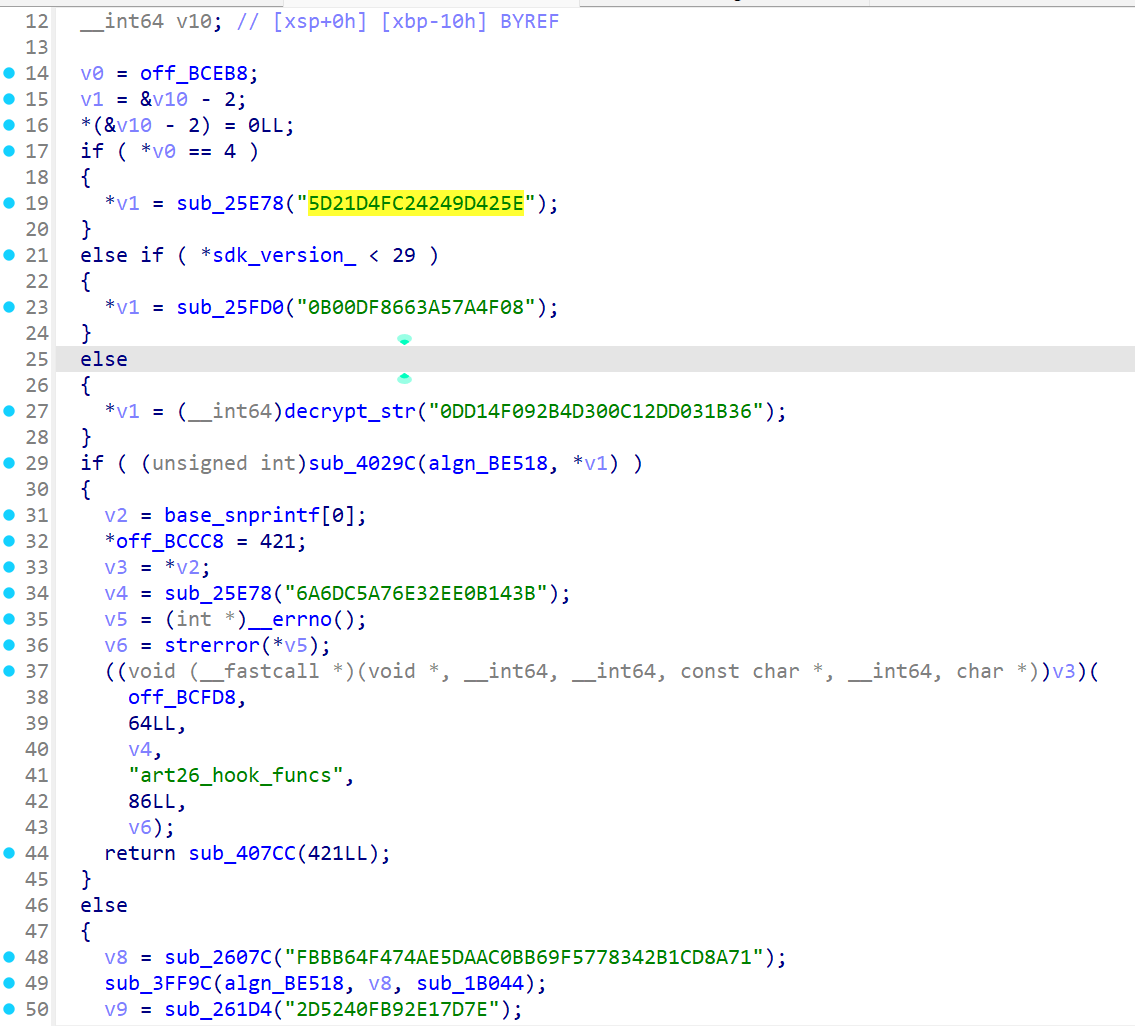 12 __int64 v10; // [xsp+0h] [xbp-10h] BYREF
13
14 v0 = off_BCEB8;
15 v1 = &v10 - 2;
16 *(&v10 - 2) = 0LL;
17 if ( *v0 == 4 )
18 {
19 *v1 = sub_25E78("5D21D4FC24249D425E");
20 }
21 else if ( *sdk_version_ < 29 )
22 {
23 *v1 = sub_25FD0("0B00DF8663A57A4F08");
24 }
25 else
26 {
27 *v1 = (__int64)decrypt_str("0DD14F092B4D300C12DD031B36");
28 }
29 if ( (unsigned int)sub_4029C(algn_BE518, *v1) )
30 {
31 v2 = base_snprintf[0];
32 *off_BCCC8 = 421;
33 v3 = *v2;
34 v4 = sub_25E78("6A6DC5A76E32EE0B143B");
35 v5 = (int *)__errno();
36 v6 = strerror(*v5);
37 ((void (__fastcall *)(void *, __int64, __int64, const char *, __int64, char *))v3)(
38 off_BCFD8,
39 64LL,
40 v4,
41 "art26_hook_funcs",
42 86LL,
43 v6);
44 return sub_407CC(421LL);
45 }
46 else
47 {
48 v8 = sub_2607C("FBBB64F474AE5DAAC0BB69F5778342B1CD8A71");
49 sub_3FF9C(algn_BE518, v8, sub_1B044);
50 v9 = sub_261D4("2D5240FB92E17D7E");